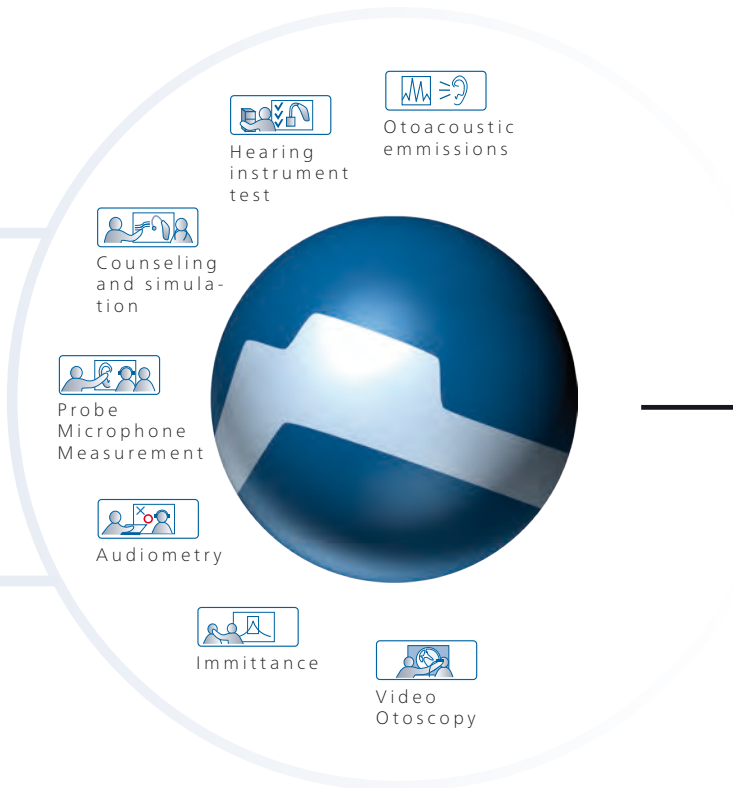 Otoacoustic
emmissions
Hearing
instrument
test
Counseling
and simula-
tion
Probe
Microphone
Measurement
Audiometry
Immittance
Video
Otoscopy